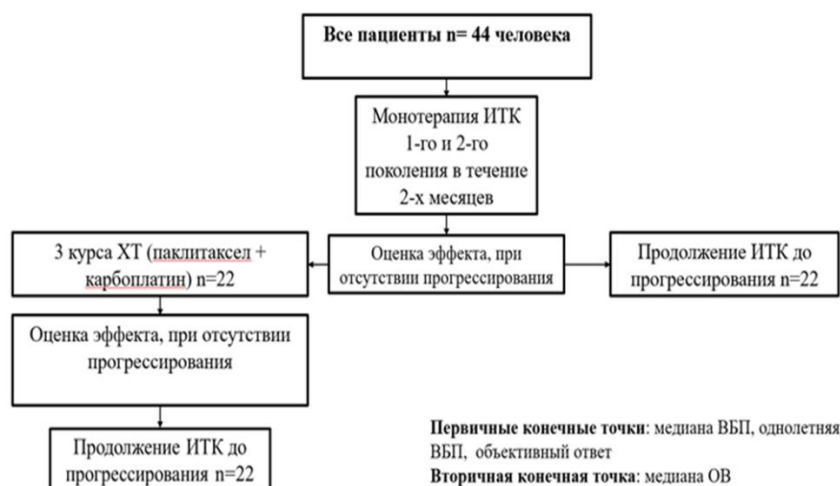 Все пациенты n= 44 человека
Монотерапия ИТК
1-го и 2-го
поколения в течение
2-х месяцев
3 курса ХТ (паклитаксел +
карбоплатин) n=22
Оценка эффекта, при
отсутствии прогрессирования
Продолжение ИТК до
прогрессирования n=22
Оценка эффекта, при отсутствии
прогрессирования
Продолжение ИТК до
прогрессирования n=22
Первичные конечные точки: медиана ВБП, однолетняя
ВБП, объективный ответ
Вторичная конечная точка: медиана ОВ